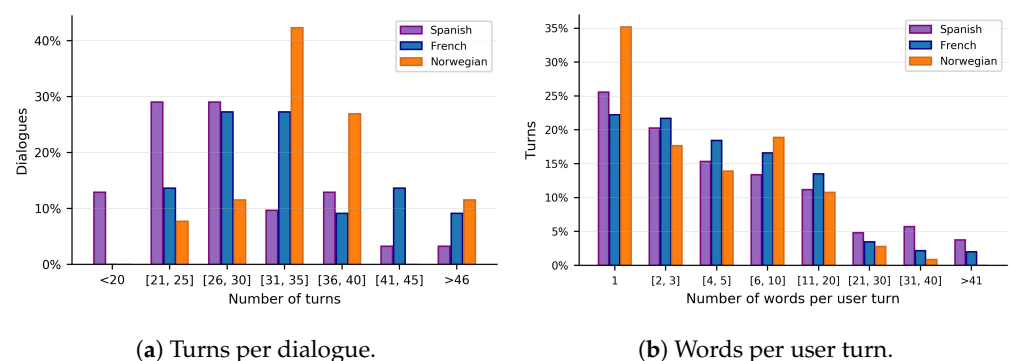 Spanish
French
Norwegian
40%
30%
20%
10%
0%
Dialogues
<20 [21, 25] [26, 30] [31, 35] [36, 40] [41, 45] >46
Number of turns
(a) Turns per dialogue.
Spanish
French
Norwegian
35%
30%
25%
20%
15%
10%
5%
0%
Turns
1 [2, 3] [4, 5] [6, 10] [11, 20] [21, 30] [31, 40] >41
Number of words per user turn
(b) Words per user turn.